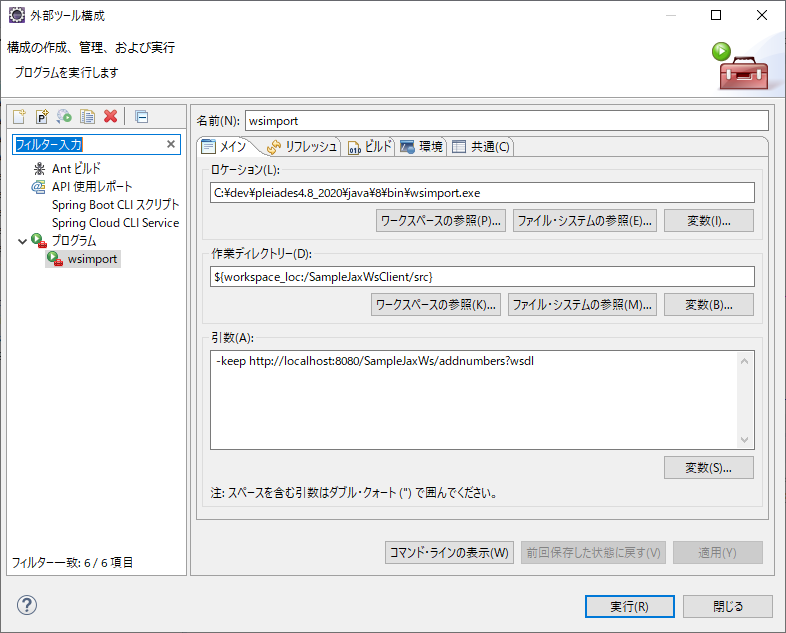 外部ツール構成
構成の作成、管理、および実行
プログラムを実行します
フィルター入力
Ant ビルド
API 使用レポート
Spring Boot CLI スクリプト
Spring Cloud CLI Service
プログラム
wsimport
フィルター一致: 6 / 6 項目
名前(N): wsimport
メイン リフレッシュ ビルド 環境 共通(C)
ロケーション(L):
C:¥dev¥pleiades4.8_2020¥java¥8¥bin¥wsimport.exe
ワークスペースの参照(P)... ファイル・システムの参照(E)... 変数(I)...
作業ディレクトリー(D):
${workspace_loc:/SampleJaxWsClient/src}
ワークスペースの参照(K)... ファイル・システムの参照(M)... 変数(B)...
引数(A):
-keep http://localhost:8080/SampleJaxWs/addnumbers?wsdl
変数(S)...
注: スペースを含む引数はダブル・クォート (") で囲んでください。
コマンド・ラインの表示(W) 前回保存した状態に戻す(V) 適用(Y)
実行(R) 閉じる